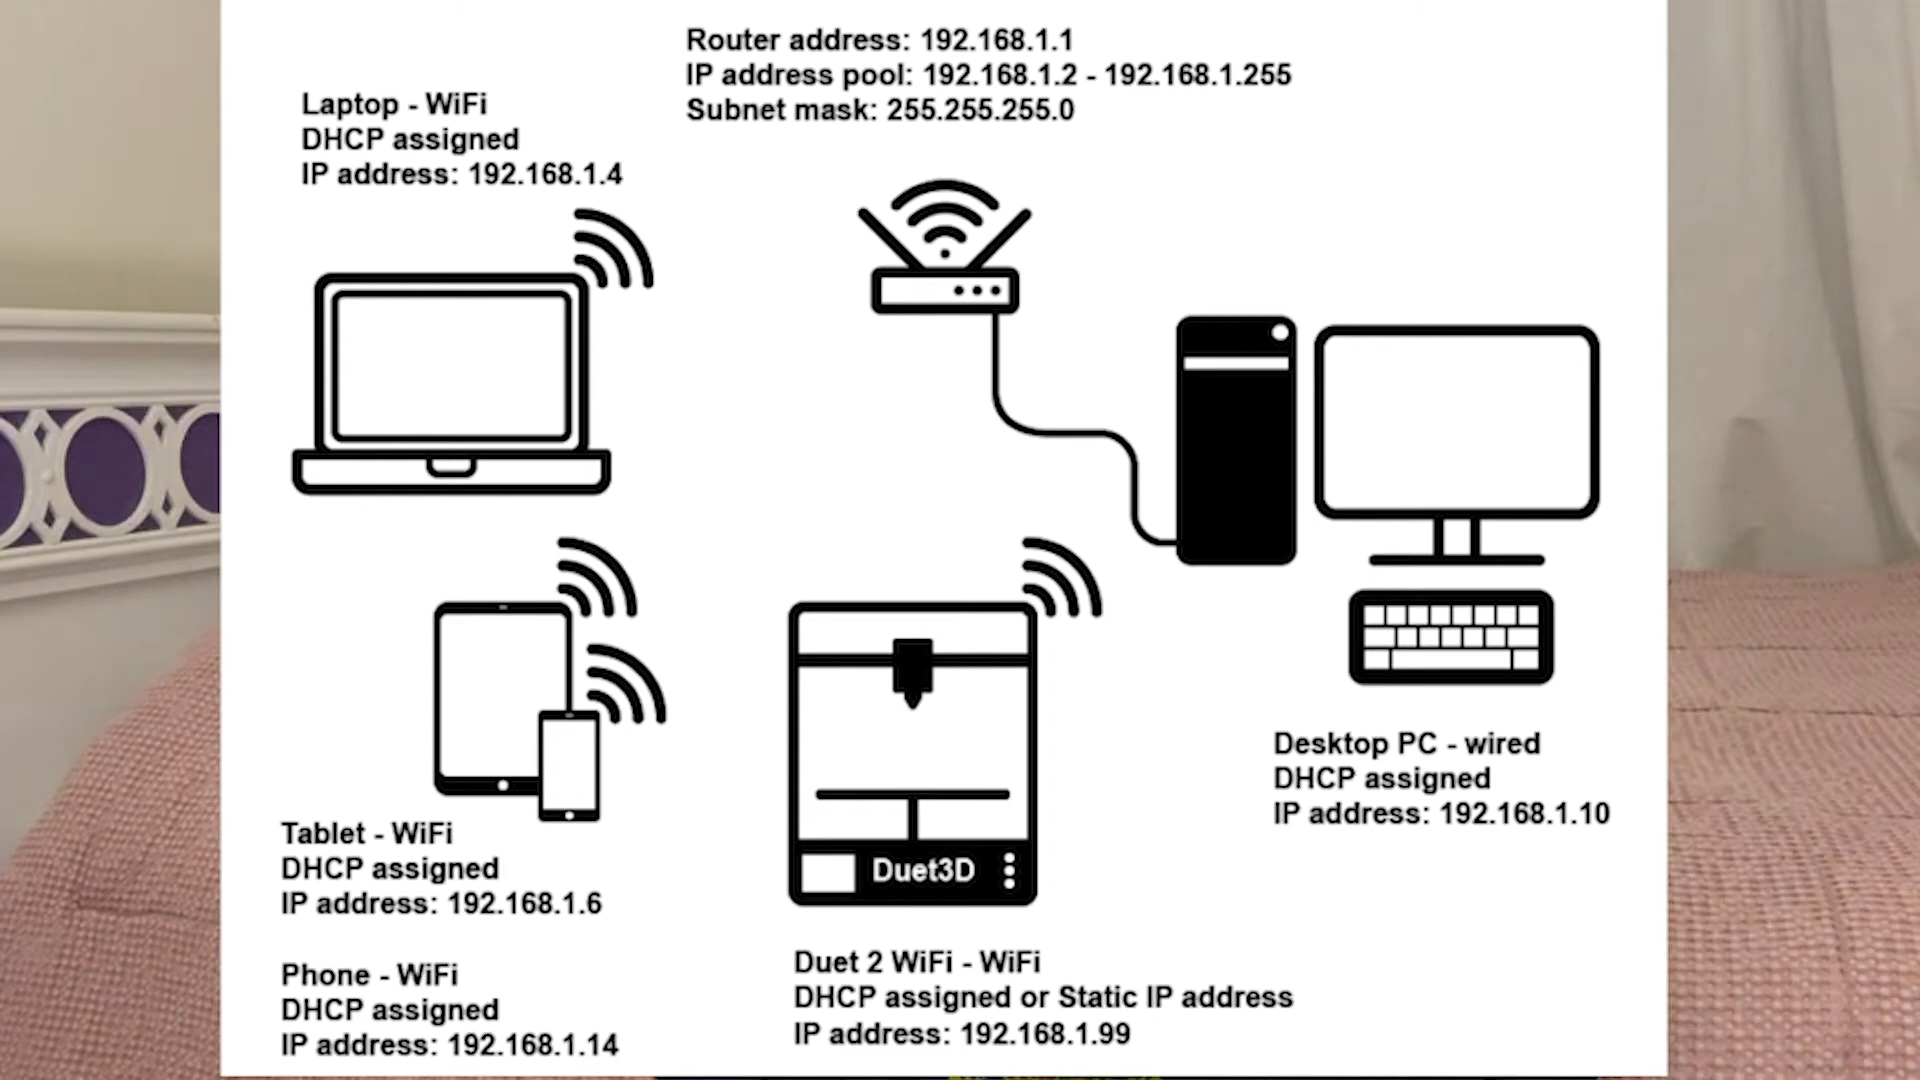 Router address: 192.168.1.1
IP address pool: 192.168.1.2 - 192.168.1.255
Subnet mask: 255.255.255.0
Laptop - WiFi
DHCP assigned
IP address: 192.168.1.4
Desktop PC - wired
DHCP assigned
IP address: 192.168.1.10
Tablet - WiFi
DHCP assigned
IP address: 192.168.1.6
Phone - WiFi
DHCP assigned
IP address: 192.168.1.14
Duet3D
Duet 2 WiFi - WiFi
DHCP assigned or Static IP address
IP address: 192.168.1.99